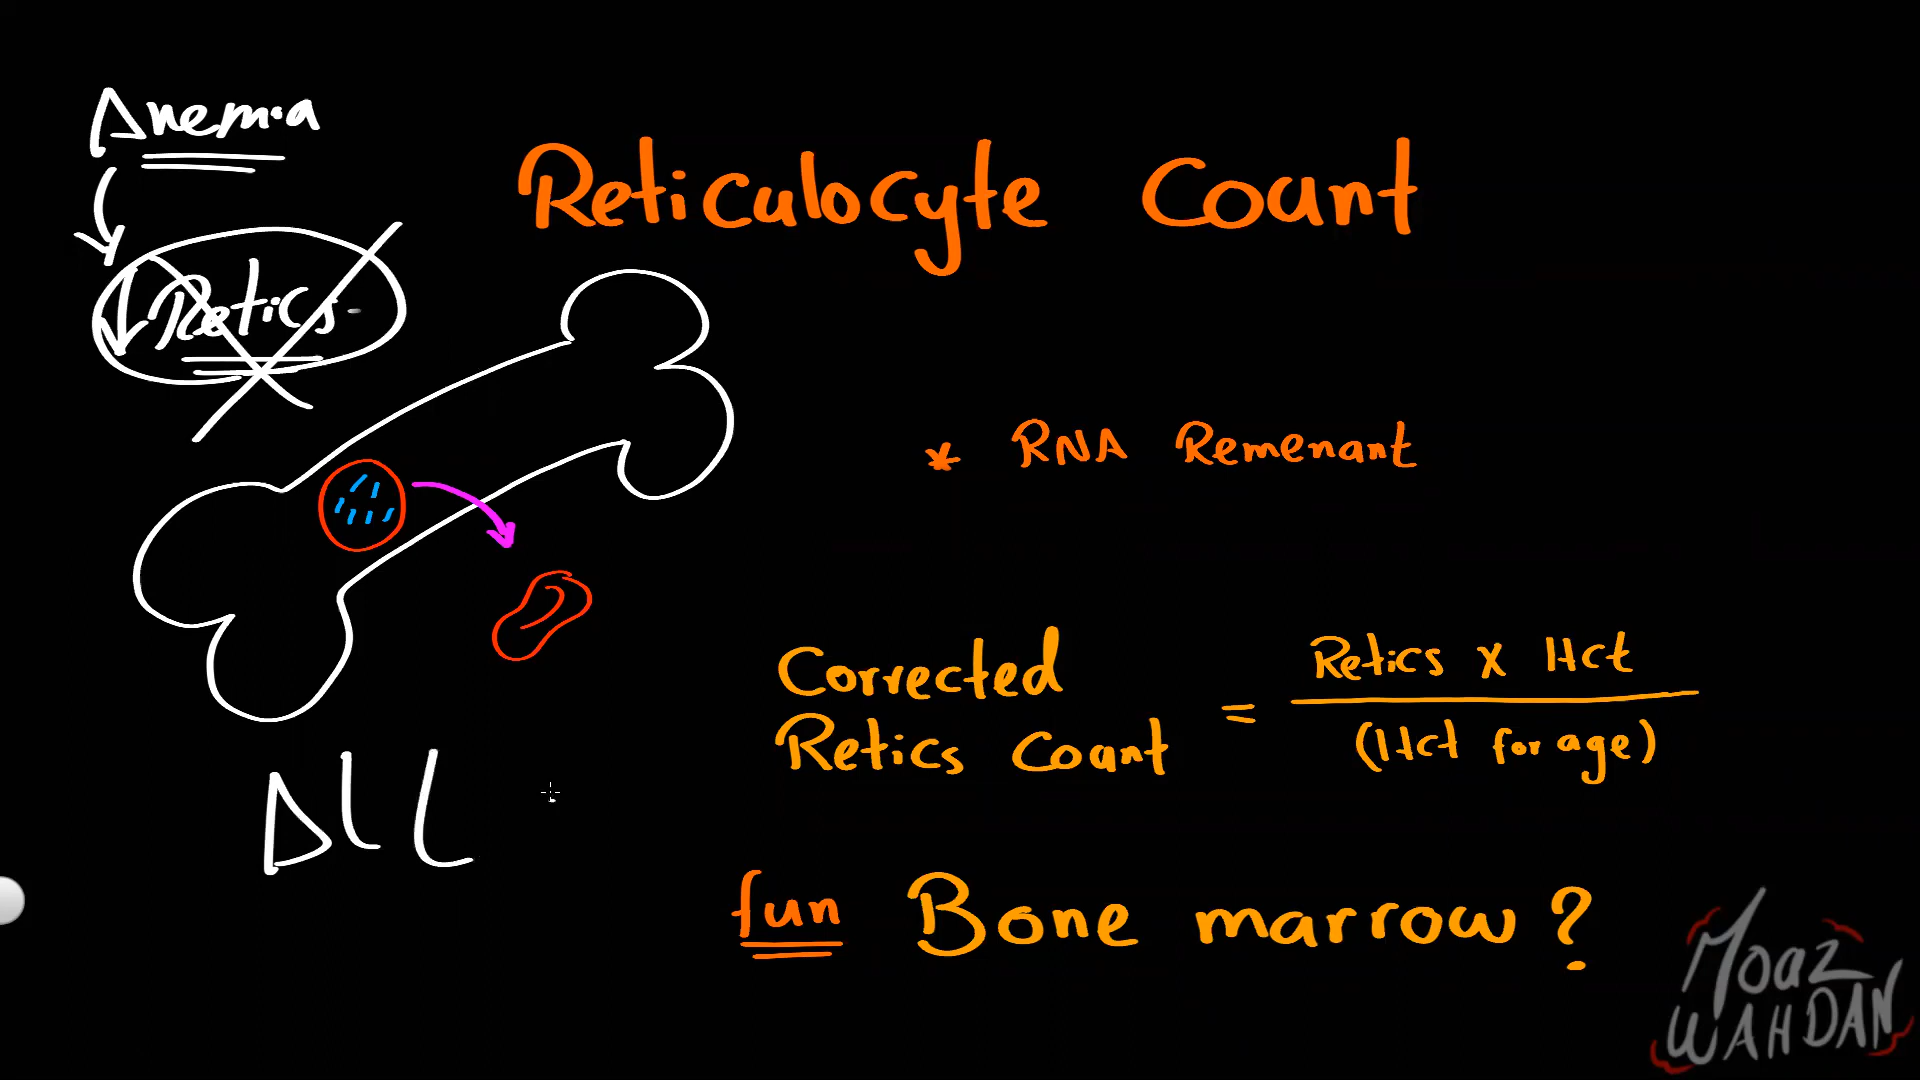 Anemia
Reticulocyte Count
↓ Retics
* RNA Remenant
Corrected Retics Count = Retics x Hct / (Hct for age)
fun Bone marrow ?
MOAZ
WAHDAN